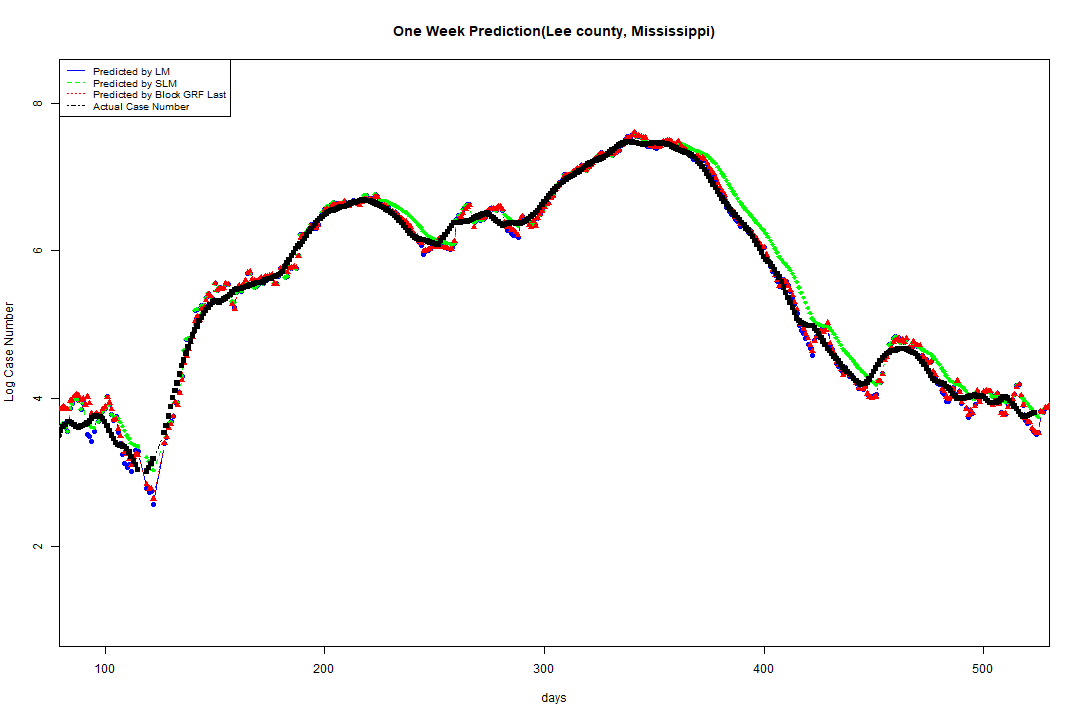 One Week Prediction(Lee county, Mississippi)
Predicted by LM
Predicted by SLM
Predicted by Block GRF Last
Actual Case Number
8
6
4
2
Log Case Number
100 200 300 400 500
days